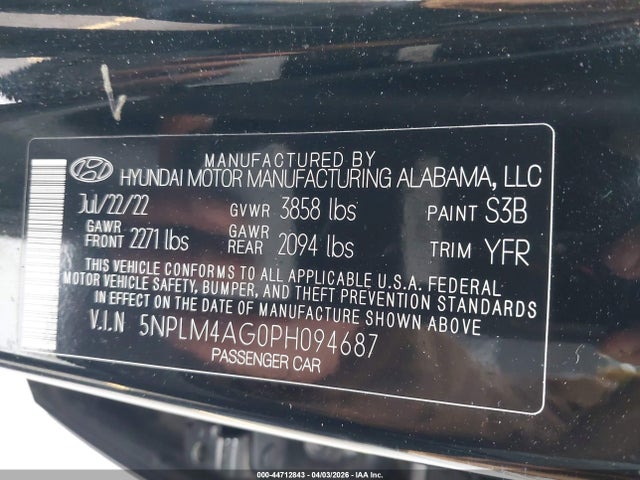 MANUFACTURED BY
HYUNDAI MOTOR MANUFACTURING ALABAMA, LLC
Jul/22/22 GVWR 3858 lbs PAINT S3B
GAWR FRONT 2271 lbs GAWR REAR 2094 lbs TRIM YFR
THIS VEHICLE CONFORMS TO ALL APPLICABLE U.S.A. FEDERAL
MOTOR VEHICLE SAFETY, BUMPER, AND THEFT PREVENTION STANDARDS
IN EFFECT ON THE DATE OF MANUFACTURE SHOWN ABOVE
V.I.N 5NPLM4AG0PH094687
PASSENGER CAR
000-44712843 - 04/03/2026 - IAA Inc.